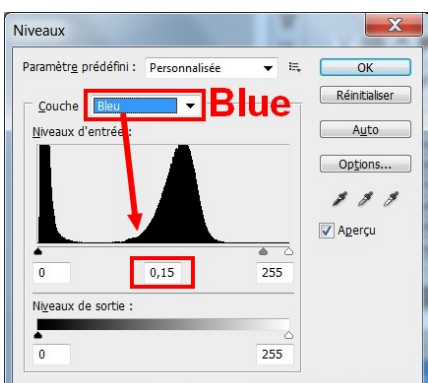 Niveaux
Paramètre prédéfini : Personnalisée
OK
Couche Bleu Blue
Réinitialiser
Niveaux d'entrée :
Auto
Options...
Aperçu
0 0,15 255
Niveaux de sortie :
0 255